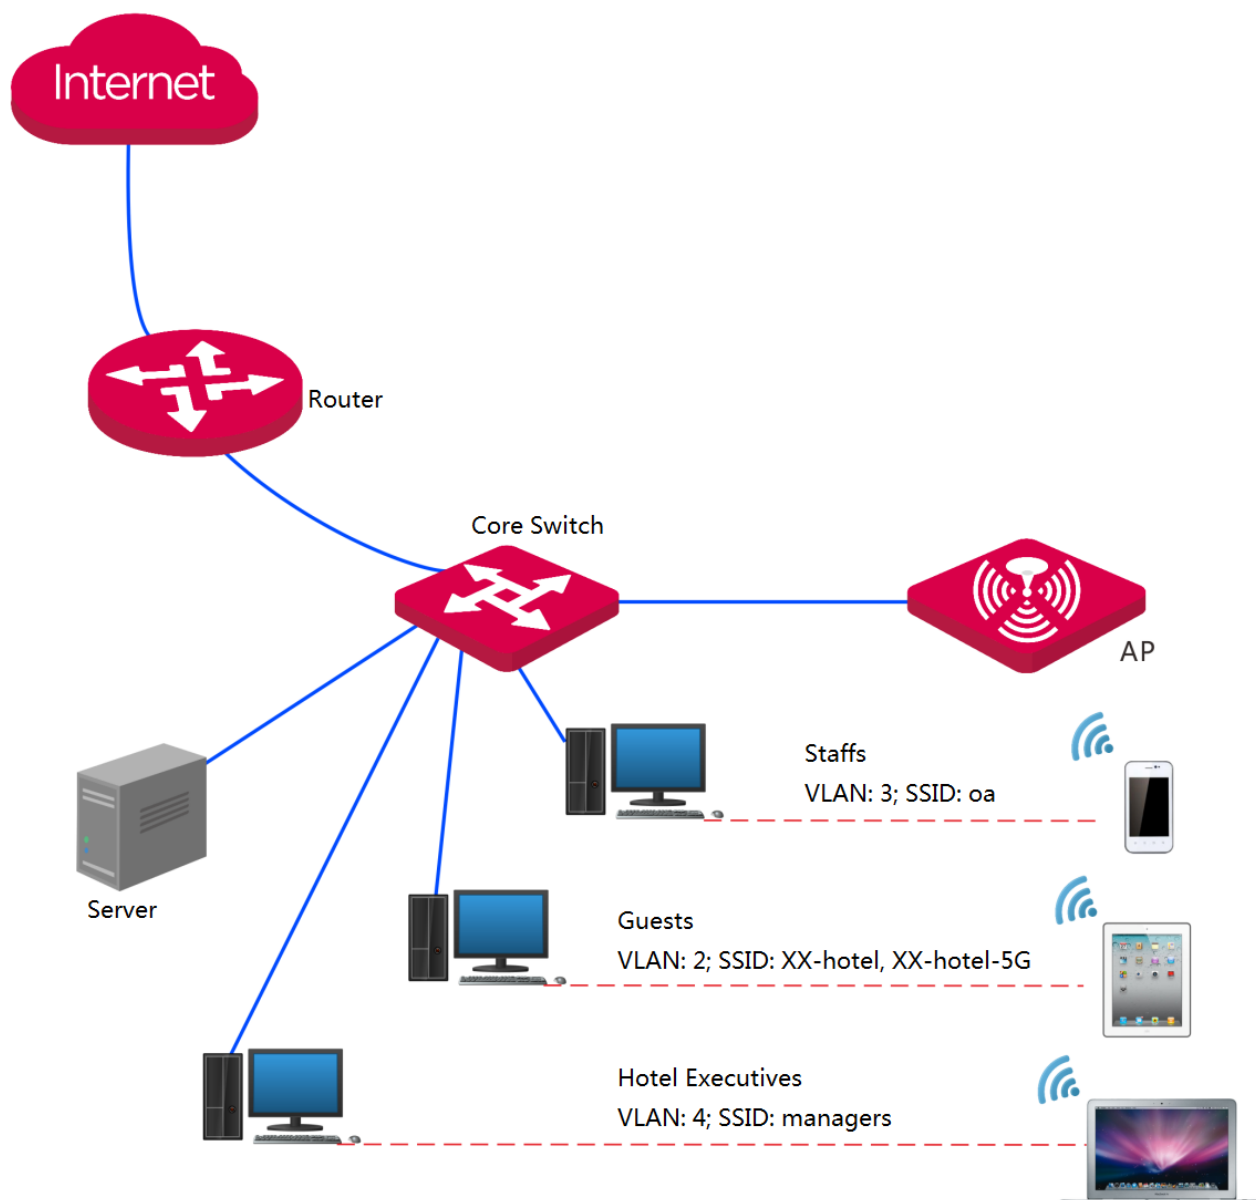 Internet
Router
Core Switch
AP
Staffs
VLAN: 3; SSID: oa
Server
Guests
VLAN: 2; SSID: XX-hotel, XX-hotel-5G
Hotel Executives
VLAN: 4; SSID: managers